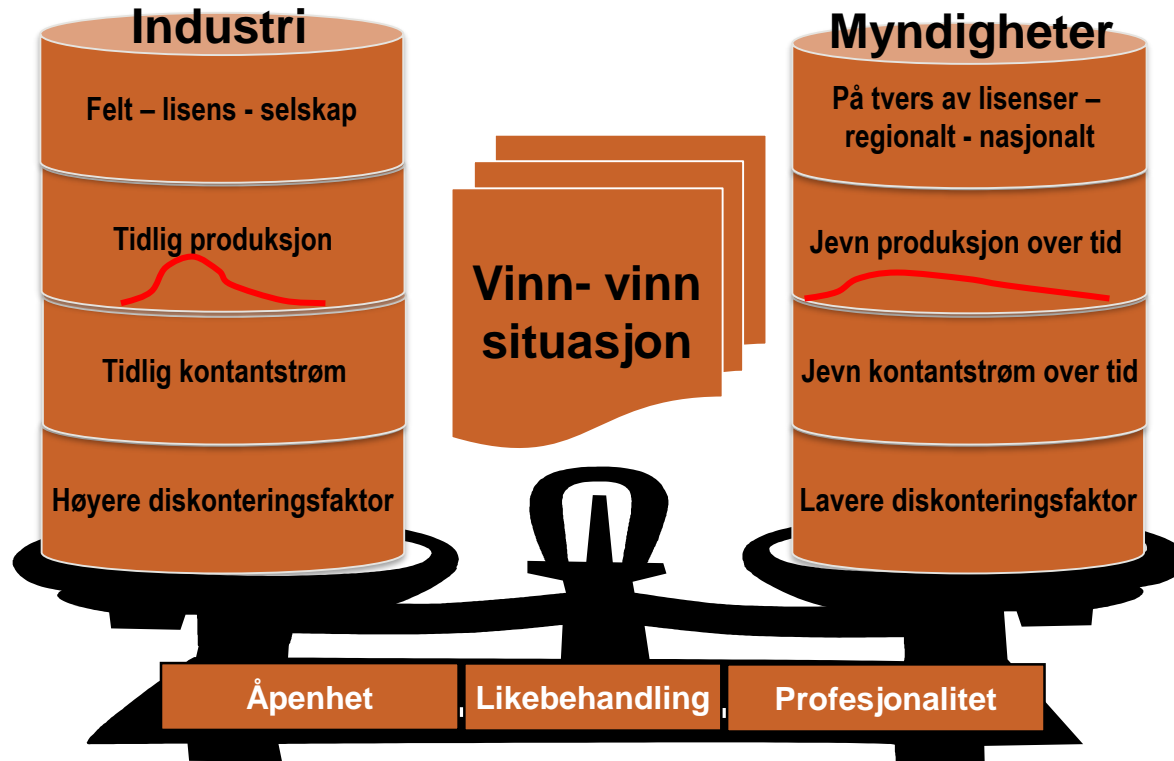 Industri
Felt – lisens - selskap
Tidlig produksjon
Tidlig kontantstrøm
Høyere diskonteringsfaktor
Vinn- vinn
situasjon
Myndigheter
På tvers av lisenser –
regionalt - nasjonalt
Jevn produksjon over tid
Jevn kontantstrøm over tid
Lavere diskonteringsfaktor
Åpenhet
Likebehandling
Profesjonalitet